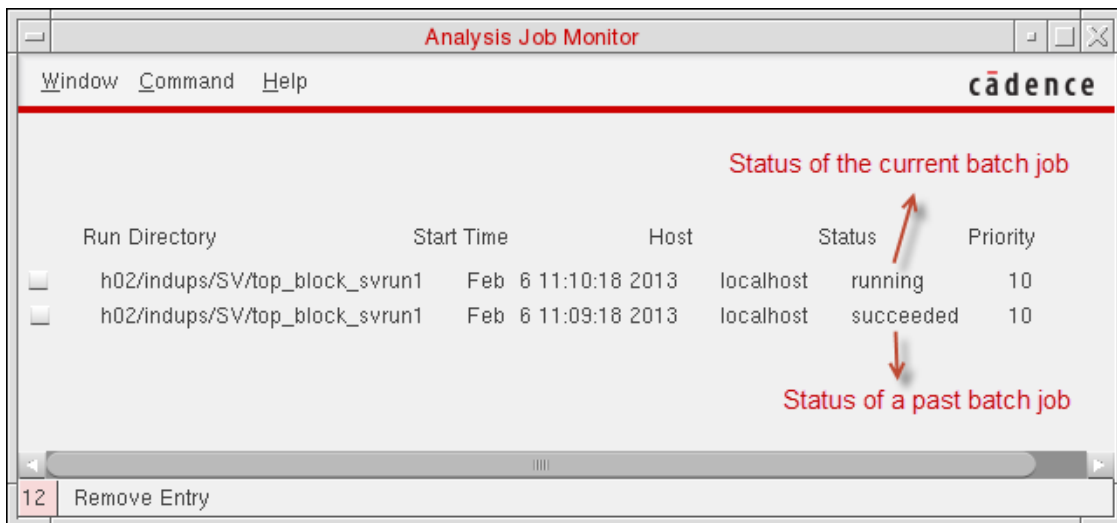 Analysis Job Monitor
Window Command Help
cādence
Status of the current batch job
Run Directory Start Time Host Status Priority
h02/indups/SV/top_block_svrun1 Feb 6 11:10:18 2013 localhost running 10
h02/indups/SV/top_block_svrun1 Feb 6 11:09:18 2013 localhost succeeded 10
Status of a past batch job
12 Remove Entry